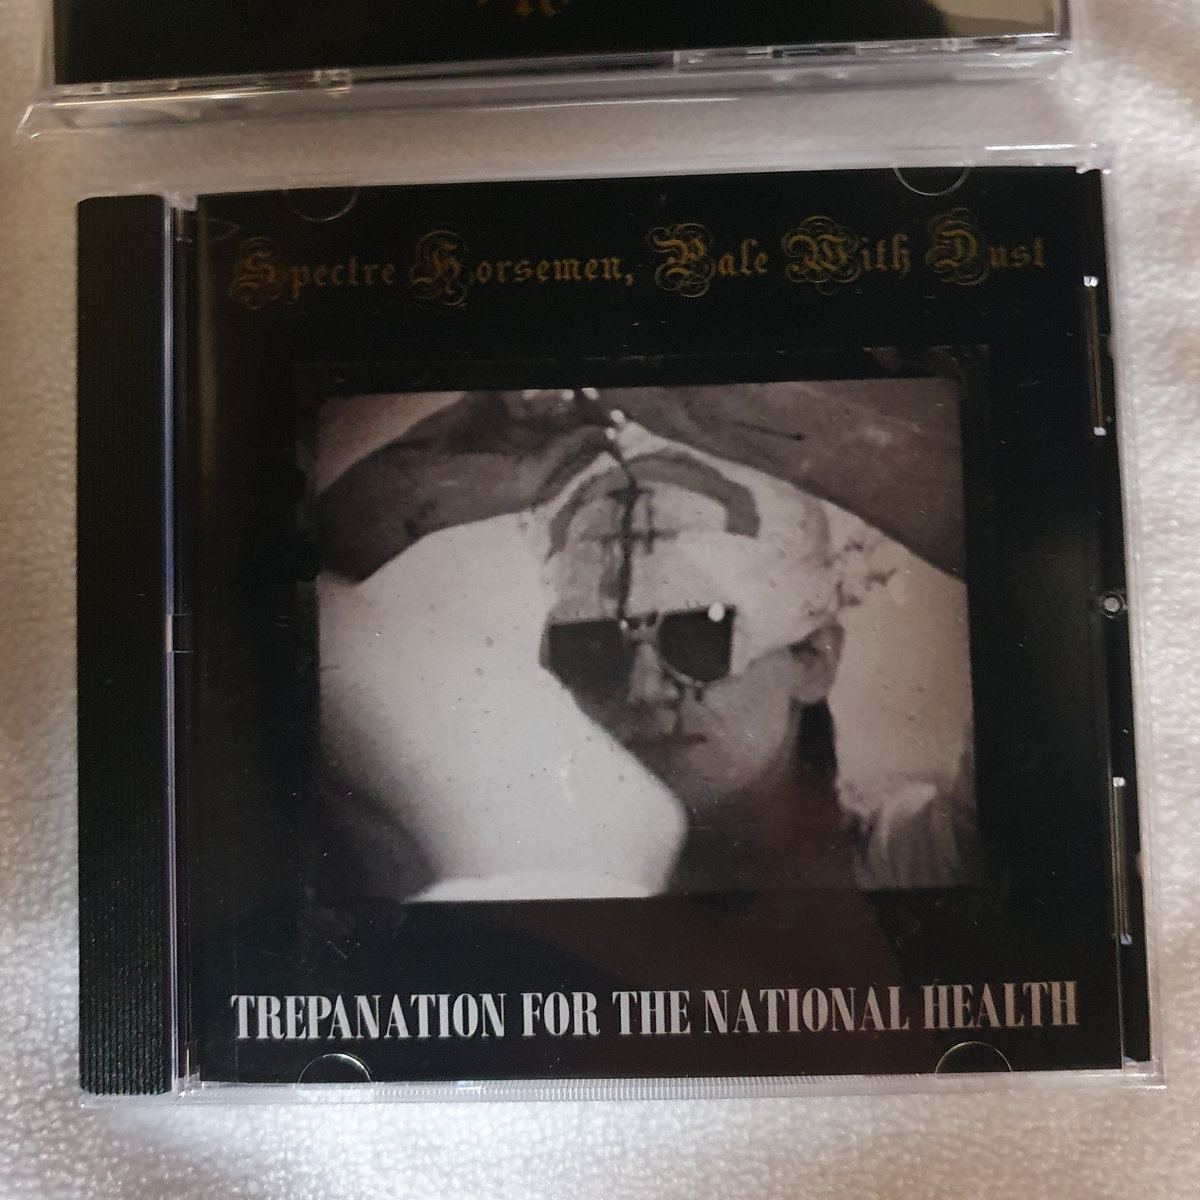 Spectre Horsemen, Pale With Dust
TREPANATION FOR THE NATIONAL HEALTH